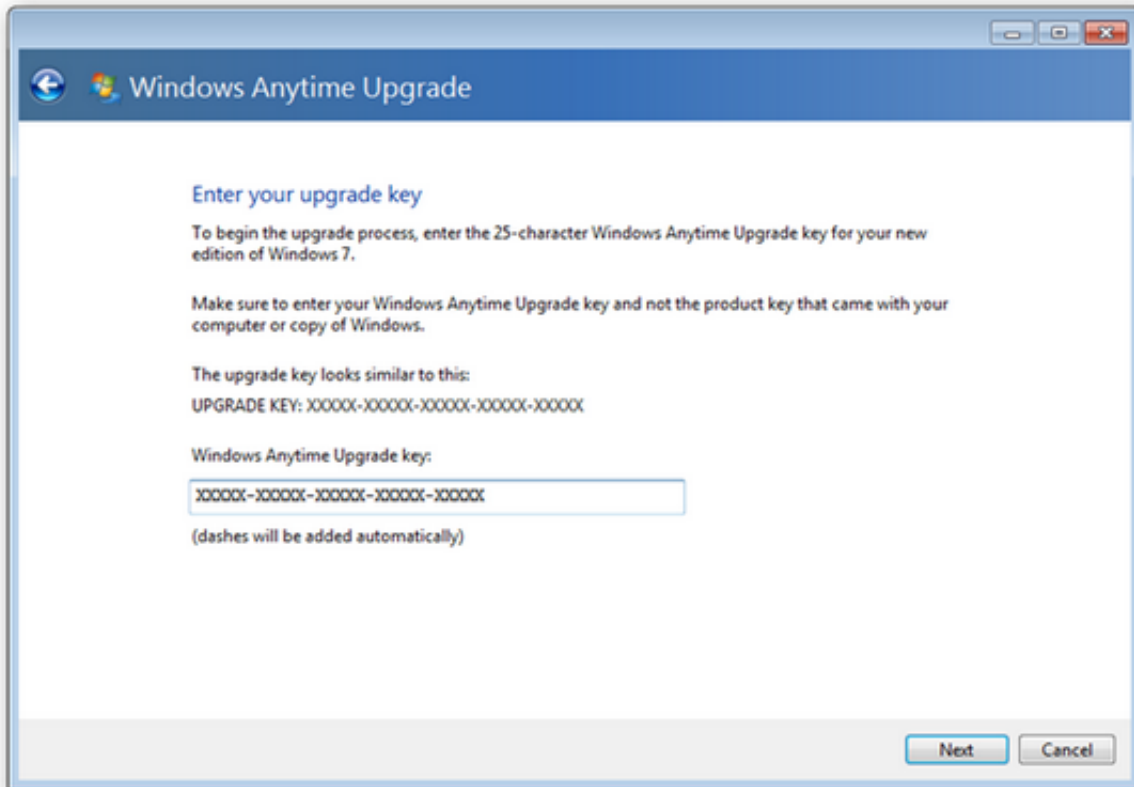 Windows Anytime Upgrade
Enter your upgrade key
To begin the upgrade process, enter the 25-character Windows Anytime Upgrade key for your new
edition of Windows 7.
Make sure to enter your Windows Anytime Upgrade key and not the product key that came with your
computer or copy of Windows.
The upgrade key looks similar to this:
UPGRADE KEY: XXXXX-XXXXX-XXXXX-XXXXX-XXXXX
Windows Anytime Upgrade key:
XXXXX-XXXXX-XXXXX-XXXXX-XXXXX
(dashes will be added automatically)
Next Cancel